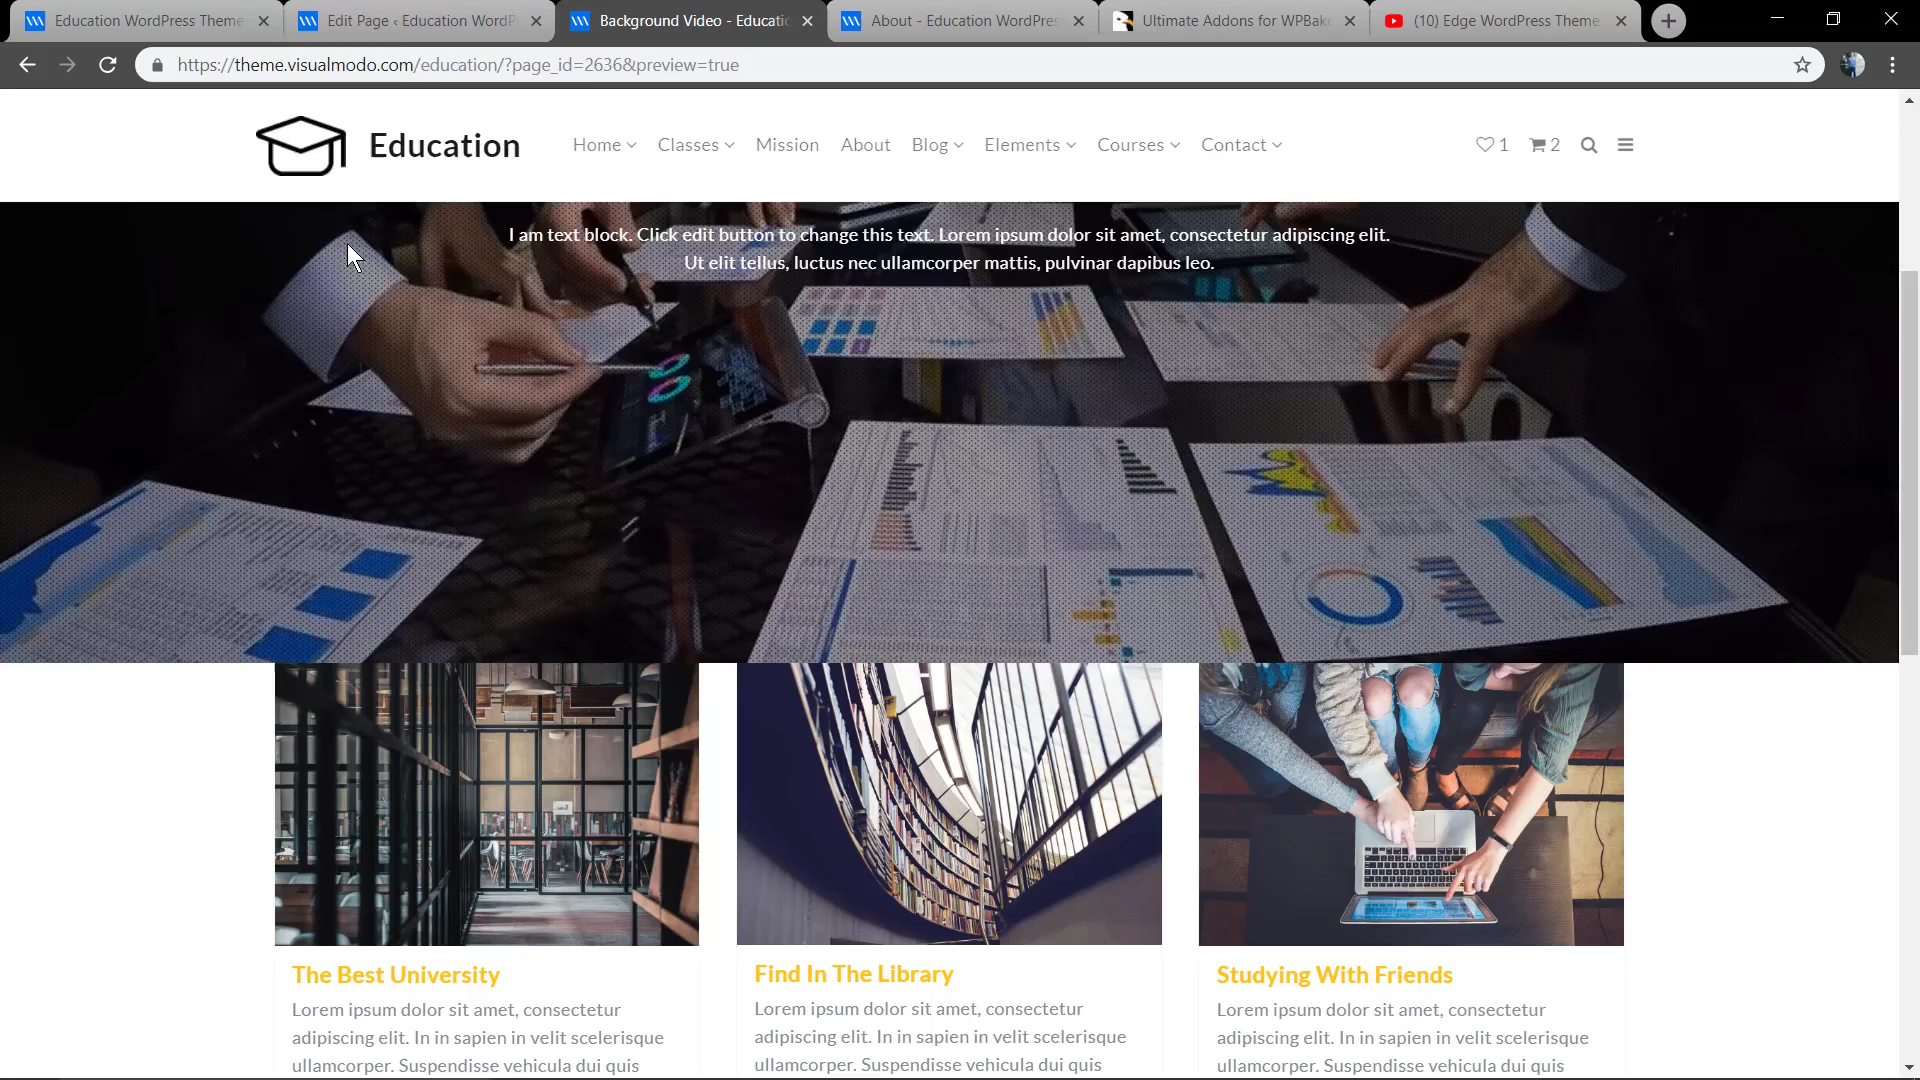 Education WordPress Theme
Edit Page ‹ Education WordP
Background Video - Educatio
About - Education WordPres
Ultimate Addons for WPBake
(10) Edge WordPress Theme
https://theme.visualmodo.com/education/?page_id=2636&preview=true
Education
Home
Classes
Mission
About
Blog
Elements
Courses
Contact
1
2
I am text block. Click edit button to change this text. Lorem ipsum dolor sit amet, consectetur adipiscing elit.
Ut elit tellus, luctus nec ullamcorper mattis, pulvinar dapibus leo.
The Best University
Lorem ipsum dolor sit amet, consectetur
adipiscing elit. In in sapien in velit scelerisque
ullamcorper. Suspendisse vehicula dui quis
Find In The Library
Lorem ipsum dolor sit amet, consectetur
adipiscing elit. In in sapien in velit scelerisque
ullamcorper. Suspendisse vehicula dui quis
Studying With Friends
Lorem ipsum dolor sit amet, consectetur
adipiscing elit. In in sapien in velit scelerisque
ullamcorper. Suspendisse vehicula dui quis